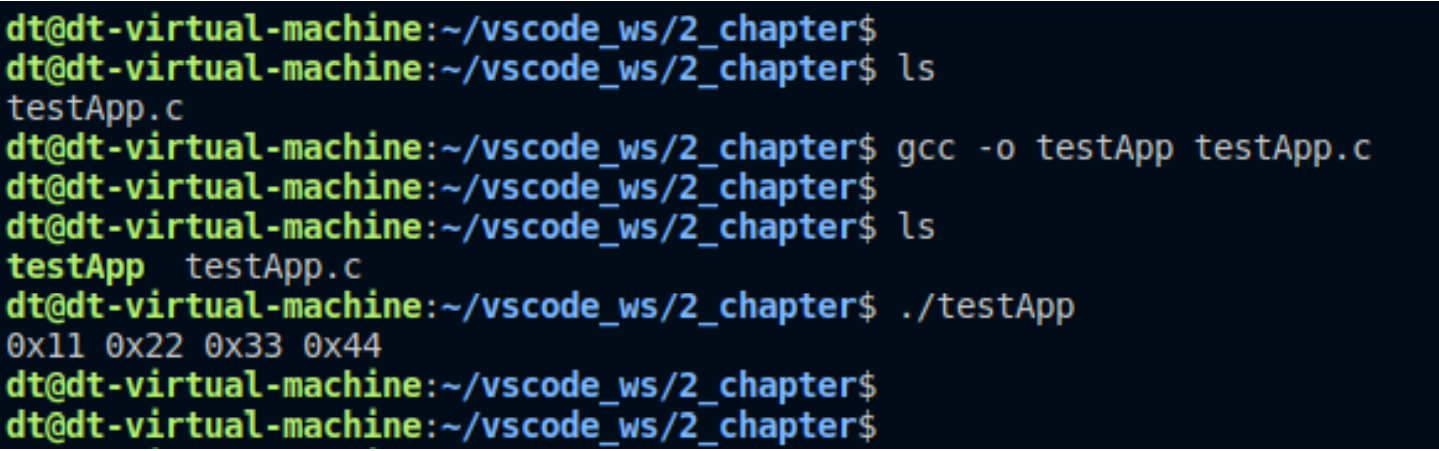 dt@dt-virtual-machine:~/vscode_ws/2_chapter$
dt@dt-virtual-machine:~/vscode_ws/2_chapter$ ls
testApp.c
dt@dt-virtual-machine:~/vscode_ws/2_chapter$ gcc -o testApp testApp.c
dt@dt-virtual-machine:~/vscode_ws/2_chapter$
dt@dt-virtual-machine:~/vscode_ws/2_chapter$ ls
testApp  testApp.c
dt@dt-virtual-machine:~/vscode_ws/2_chapter$ ./testApp
0x11 0x22 0x33 0x44
dt@dt-virtual-machine:~/vscode_ws/2_chapter$
dt@dt-virtual-machine:~/vscode_ws/2_chapter$